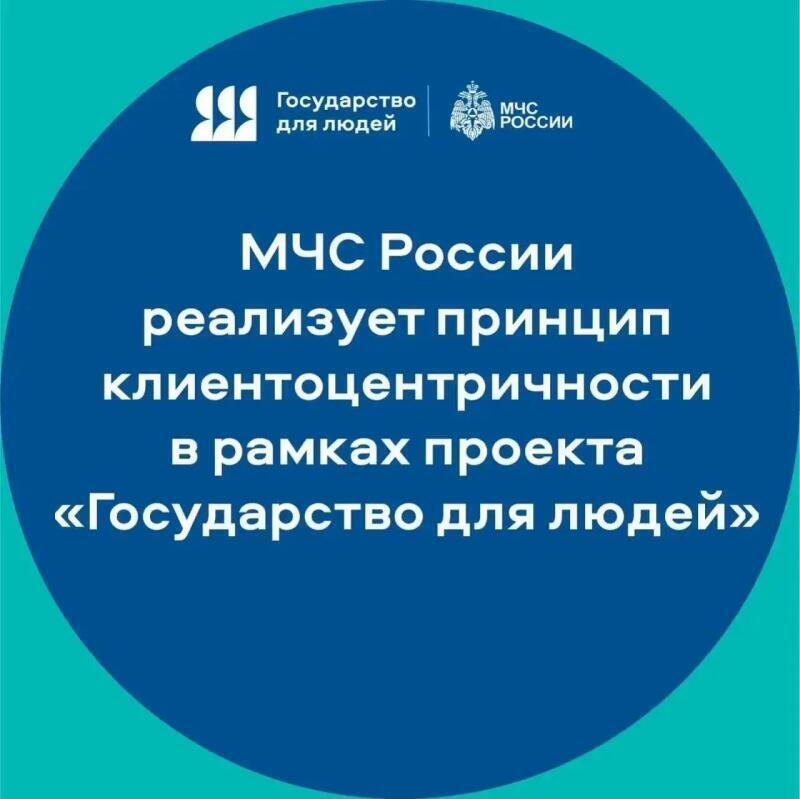 Государство
для людей
МЧС
РОССИИ
МЧС России
реализует принцип
клиентоцентричности
в рамках проекта
«Государство для людей»